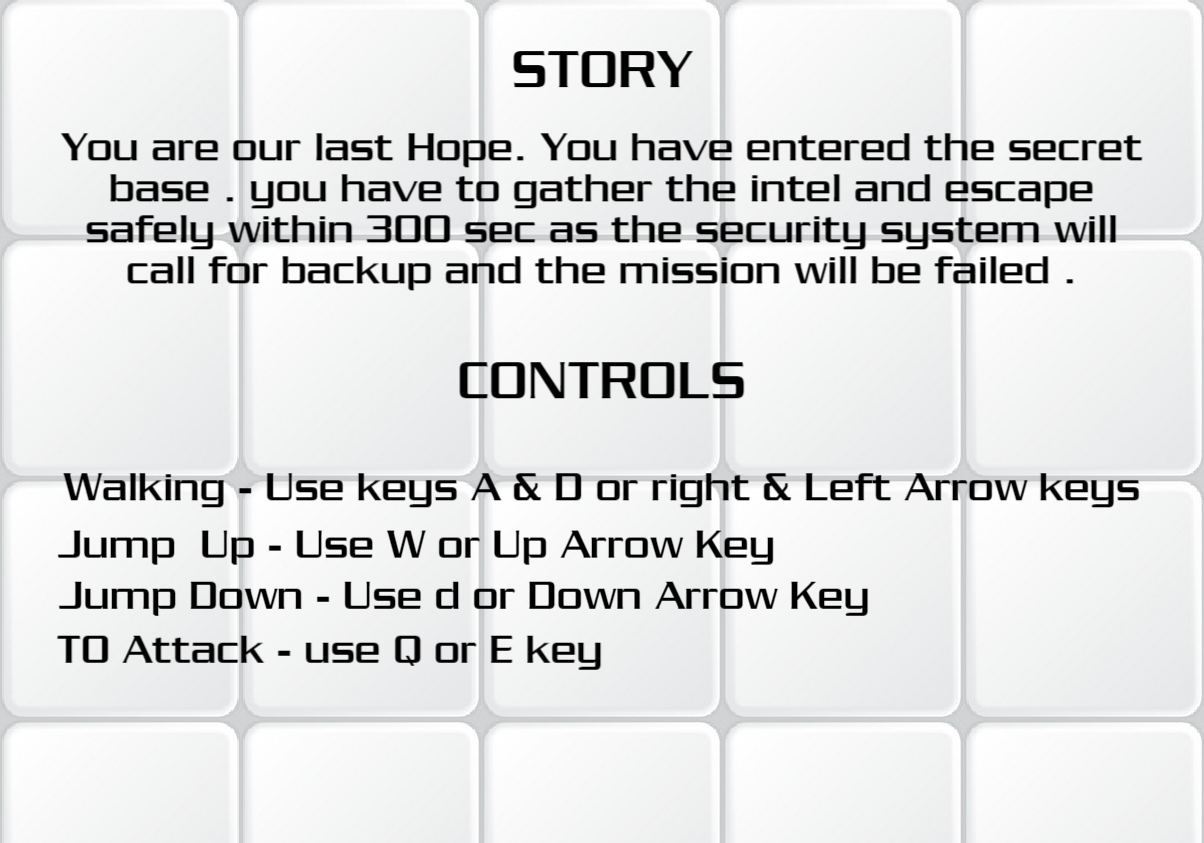 STORY
You are our last Hope. You have entered the secret
base . you have to gather the intel and escape
safely within 300 sec as the security system will
call for backup and the mission will be failed .
CONTROLS
Walking - Use keys A & D or right & Left Arrow keys
Jump  Up - Use W or Up Arrow Key
Jump Down - Use d or Down Arrow Key
TO Attack - use Q or E key